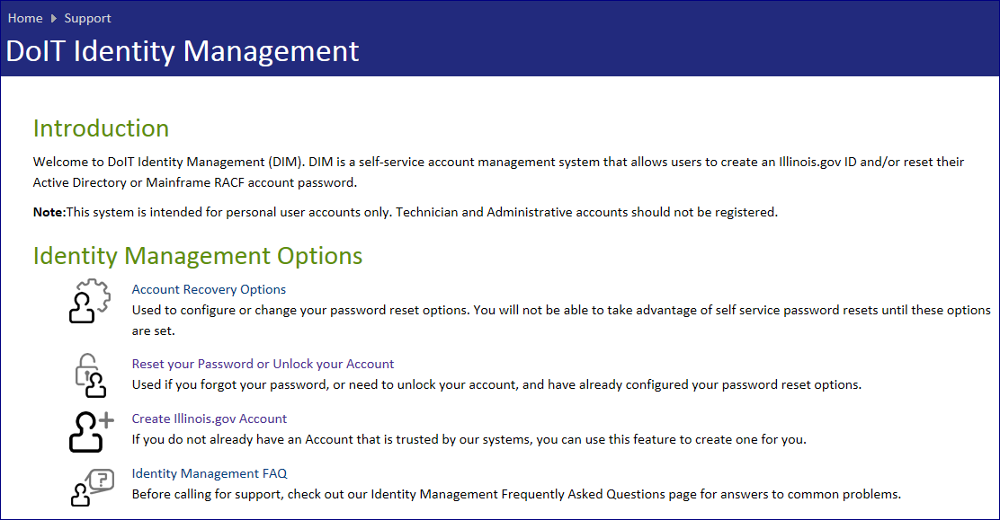 Home Support
DoIT Identity Management
Introduction
Welcome to DoIT Identity Management (DIM). DIM is a self-service account management system that allows users to create an Illinois.gov ID and/or reset their
Active Directory or Mainframe RACF account password.
Note:This system is intended for personal user accounts only. Technician and Administrative accounts should not be registered.
Identity Management Options
Account Recovery Options
Used to configure or change your password reset options. You will not be able to take advantage of self service password resets until these options
are set.
Reset your Password or Unlock your Account
Used if you forgot your password, or need to unlock your account, and have already configured your password reset options.
Create Illinois.gov Account
If you do not already have an Account that is trusted by our systems, you can use this feature to create one for you.
Identity Management FAQ
Before calling for support, check out our Identity Management Frequently Asked Questions page for answers to common problems.